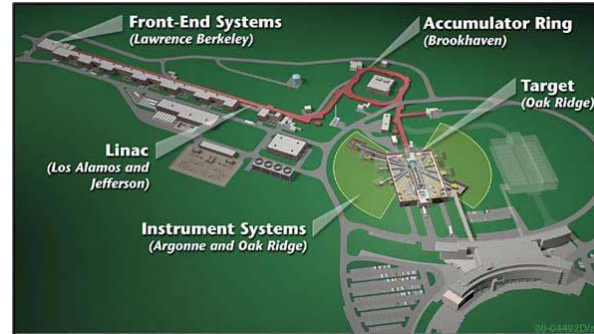 Front-End Systems
(Lawrence Berkeley)
Accumulator Ring
(Brookhaven)
Target
(Oak Ridge)
Linac
(Los Alamos and
Jefferson)
Instrument Systems
(Argonne and Oak Ridge)